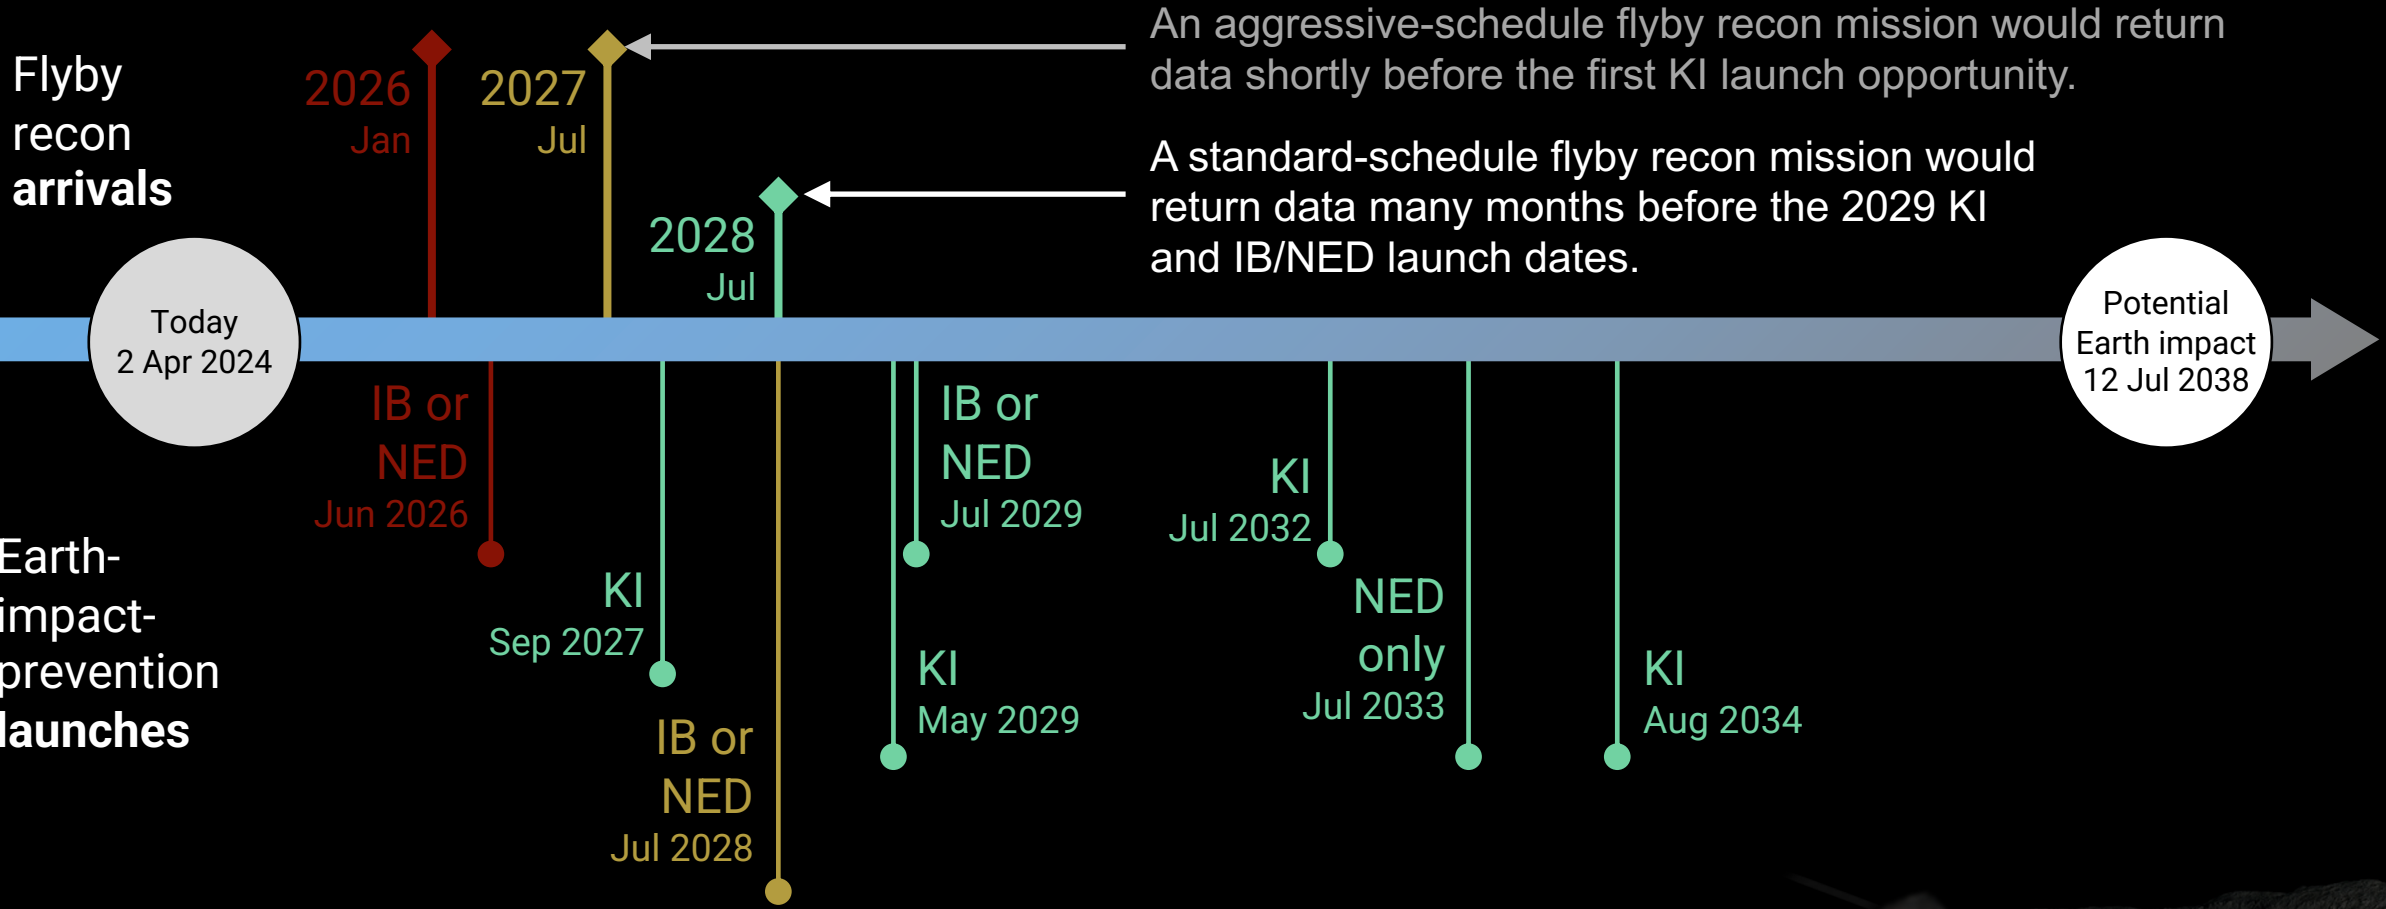 An aggressive-schedule flyby recon mission would return
data shortly before the first KI launch opportunity.
Flyby
recon
arrivals
2026
Jan
2027
Jul
A standard-schedule flyby recon mission would
return data many months before the 2029 KI
and IB/NED launch dates.
2028
Jul
Today
2 Apr 2024
Potential
Earth impact
12 Jul 2038
IB or
NED
Jun 2026
IB or
NED
Jul 2029
KI
Jul 2032
Earth-
impact-
prevention
launches
KI
Sep 2027
NED
only
Jul 2033
KI
May 2029
KI
Aug 2034
IB or
NED
Jul 2028